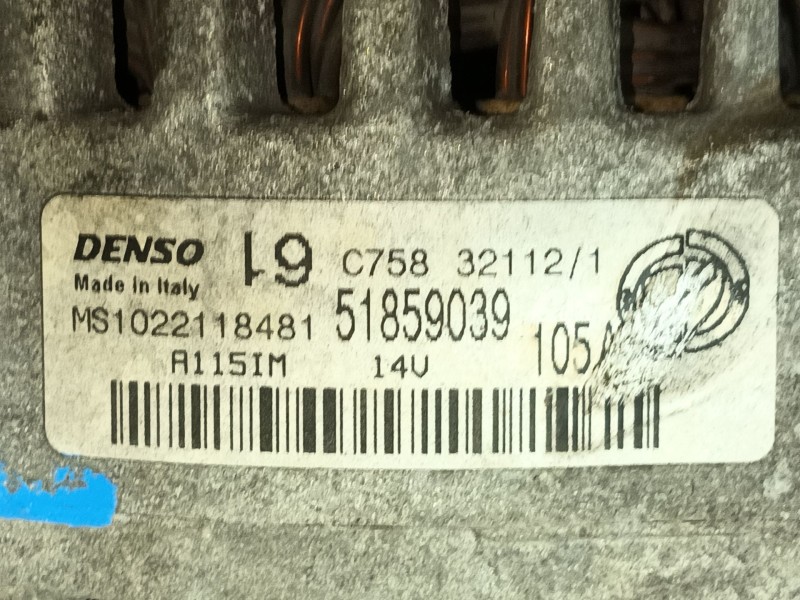 DENSO 19 C758 32112/1
Made in Italy
MS1022118481 51859039 105A
A115IM 14V